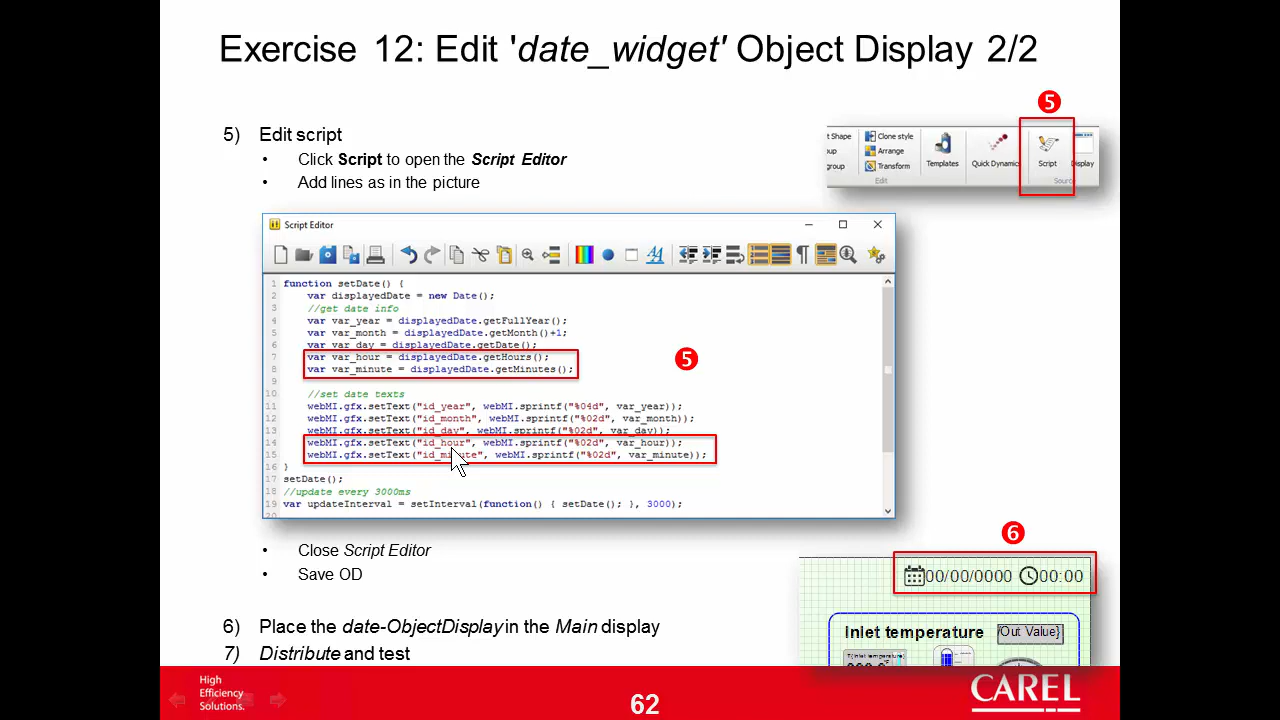 Exercise 12: Edit 'date_widget' Object Display 2/2
5
5) Edit script
• Click Script to open the Script Editor
• Add lines as in the picture
t Shape
Clone style
Arrange
group
Transform
Templates
Quick Dynamics
Script
Display
Edit
Script Editor
1 function setDate() {
2 var displayedDate = new Date();
3 //get date info
4 var var_year = displayedDate.getFullYear();
5 var var_month = displayedDate.getMonth()+1;
6 var var_day = displayedDate.getDate();
7 var var_hour = displayedDate.getHours();
8 var var_minute = displayedDate.getMinutes();
9
10 //set date texts
11 webMI.gfx.setText("id_year", webMI.sprintf("%04d", var_year));
12 webMI.gfx.setText("id_month", webMI.sprintf("%02d", var_month));
13 webMI.gfx.setText("id_day", webMI.sprintf("%02d", var_day));
14 webMI.gfx.setText("id_hour", webMI.sprintf("%02d", var_hour));
15 webMI.gfx.setText("id_minute", webMI.sprintf("%02d", var_minute));
16 }
17 setDate();
18 //update every 3000ms
19 var updateInterval = setInterval(function() { setDate(); }, 3000);
20
5
• Close Script Editor
• Save OD
6
00/00/0000 00:00
Inlet temperature
/Out Value}
6) Place the date-ObjectDisplay in the Main display
7) Distribute and test
High
Efficiency
Solutions.
62
CAREL